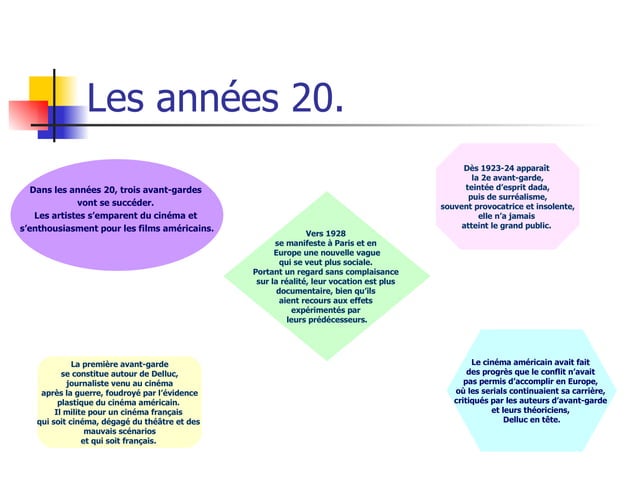 Les années 20.
Dans les années 20, trois avant-gardes
vont se succéder.
Les artistes s’emparent du cinéma et
s’enthousiasment pour les films américains.
Dès 1923-24 apparaît
la 2e avant-garde,
teintée d’esprit dada,
puis de surréalisme,
souvent provocatrice et insolente,
elle n’a jamais
atteint le grand public.
Vers 1928
se manifeste à Paris et en
Europe une nouvelle vague
qui se veut plus sociale.
Portant un regard sans complaisance
sur la réalité, leur vocation est plus
documentaire, bien qu’ils
aient recours aux effets
expérimentés par
leurs prédécesseurs.
La première avant-garde
se constitue autour de Delluc,
journaliste venu au cinéma
après la guerre, foudroyé par l’évidence
plastique du cinéma américain.
Il milite pour un cinéma français
qui soit cinéma, dégagé du théâtre et des
mauvais scénarios
et qui soit français.
Le cinéma américain avait fait
des progrès que le conflit n’avait
pas permis d’accomplir en Europe,
où les serials continuaient sa carrière,
critiqués par les auteurs d’avant-garde
et leurs théoriciens,
Delluc en tête.